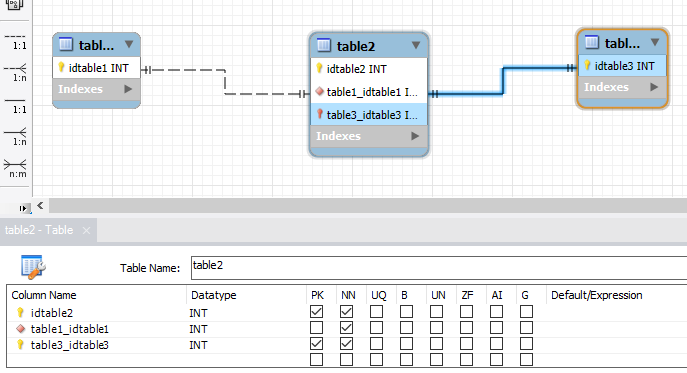 1:1
1:n
1:1
1:n
n:m
tabl...
idtable1 INT
Indexes
table2
idtable2 INT
table1_idtable1 I...
table3_idtable3 I...
Indexes
tabl...
idtable3 INT
Indexes
table2 - Table
Table Name: table2
Column Name Datatype PK NN UQ B UN ZF AI G Default/Expression
idtable2 INT
table1_idtable1 INT
table3_idtable3 INT